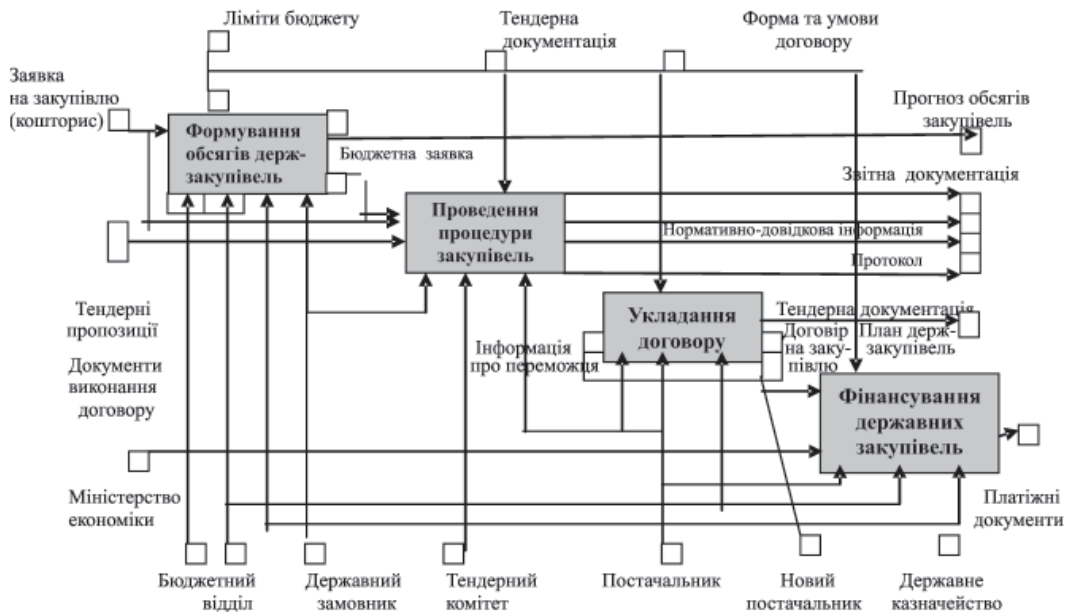 Ліміти бюджету
Тендерна
документація
Форма та умови
договору
Заявка
на закупівлю
(кошторис)
Прогноз обсягів
закупівель
Формування
обсягів держ-
закупівель
Бюджетна заявка
Звітна документація
Проведення
процедури
закупівель
Нормативно-довідкова інформація
Протокол
Тендерні
пропозиції
Укладання
договору
Тендерна документація
Інформація
про переможця
Договір
на заку-
півлю
План держ-
закупівель
Документи
виконання
договору
Фінансування
державних
закупівель
Міністерство
економіки
Платіжні
документи
Бюджетний
відділ
Державний
замовник
Тендерний
комітет
Постачальник
Новий
постачальник
Державне
казначейство